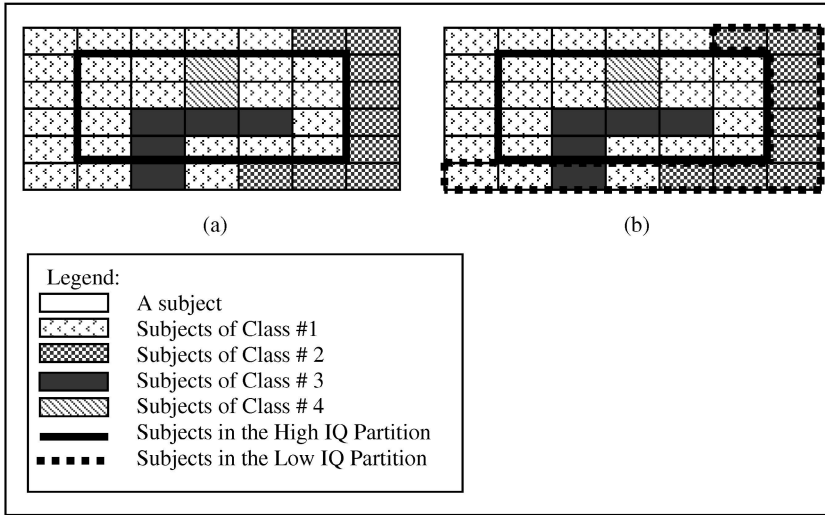 (a) (b)
Legend:
A subject
Subjects of Class #1
Subjects of Class # 2
Subjects of Class # 3
Subjects of Class # 4
Subjects in the High IQ Partition
Subjects in the Low IQ Partition